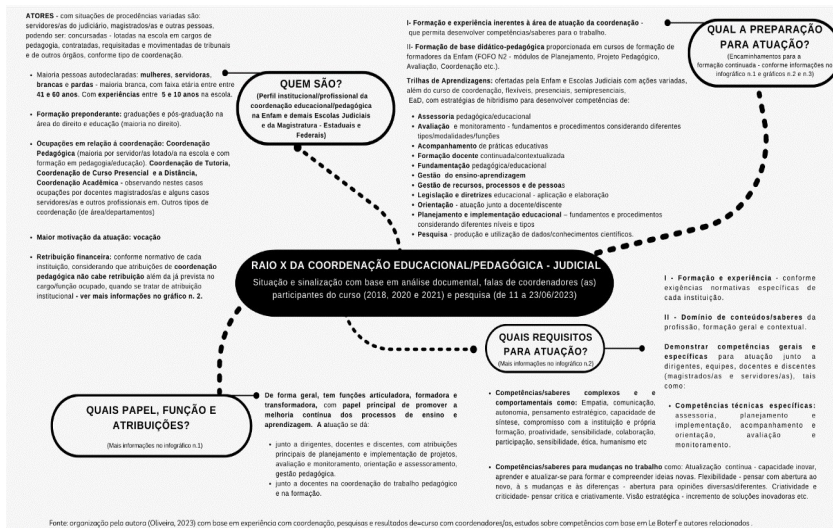 ATORES - com situações de procedências variadas são:
servidores/as do judiciário, magistrados/as e outras pessoas,
podendo ser: concursadas - lotada na escola em cargos de
pedagogia, contratadas, requisitadas e movimentadas de tribunais
e de outros órgãos, conforme tipo de coordenação.
• Maioria pessoas autodeclaradas: mulheres, servidoras,
brancas e pardas - maioria branca, com faixa etária entre entre
41 e 60 anos. Com experiências entre 5 e 10 anos na escola.
• Formação preponderante: graduações e pós-graduação na
área do direito e educação (maioria no direito).
• Ocupações em relação à coordenação: Coordenação
Pedagógica (maioria por servidor/as lotado/a na escola e com
formação em pedagogia/educação). Coordenação de Tutoria,
Coordenação de Curso Presencial e a Distância,
Coordenação Acadêmica - observando nestes casos
ocupações por docentes magistrados/as e alguns casos
servidores/as e outros profissionais/as em. Outros tipos de
coordenação (de área/departamentos)
• Maior motivação da atuação: vocação
• Retribuição financeira: conforme normativo de cada
instituição, considerando que atribuições de coordenação
pedagógica não cabe retribuição além da já prevista no
cargo/função ocupado, quando se tratar de atribuição
institucional - ver mais informações no gráfico n. 2.
QUEM SÃO?
(Perfil institucional/profissional da
coordenação educacional/pedagógica
na Enfam e demais Escolas Judiciais
e da Magistratura - Estaduais e
Federais)
I- Formação e experiência inerentes à área de atuação da coordenação -
que permita desenvolver competências/saberes para o trabalho.
II- Formação de base didático-pedagógica proporcionada em cursos de formação de
formadores da Enfam (FOFO N2 - módulos de Planejamento, Projeto Pedagógico,
Avaliação, Coordenação etc.).
Trilhas de Aprendizagens: ofertadas pela Enfam e Escolas Judiciais com ações variadas,
além do curso de coordenação, flexíveis, presenciais, semipresenciais,
EaD, com estratégias de hibridismo para desenvolver competências de:
• Assessoria pedagógica/educacional
• Avaliação e monitoramento - fundamentos e procedimentos considerando diferentes
tipos/modalidades/funções
• Acompanhamento de práticas educativas
• Formação docente continuada/contextualizada
• Fundamentação pedagógica/educacional
• Gestão do ensino-aprendizagem
• Gestão de recursos, processos e de pessoas
• Legislação e diretrizes educacional - aplicação e elaboração
• Orientação - atuação junto a docente/discente
• Planejamento e implementação educacional – fundamentos e procedimentos
considerando diferentes níveis e tipos
• Pesquisa - produção e utilização de dados/conhecimentos científicos.
QUAL A PREPARAÇÃO
PARA ATUAÇÃO?
(Encaminhamentos para a
formação continuada - conforme informações no
infográfico n.1 e gráficos n.2 e n.3)
RAIO X DA COORDENAÇÃO EDUCACIONAL/PEDAGÓGICA - JUDICIAL
Situação e sinalização com base em análise documental, falas de coordenadores (as)
participantes do curso (2018, 2020 e 2021) e pesquisa (de 11 a 23/06/2023)
QUAIS REQUISITOS
PARA ATUAÇÃO?
(Mais informações no infográfico n.2)
I - Formação e experiência - conforme
exigências normativas específicas de
cada instituição.
II - Domínio de conteúdos/saberes da
profissão, formação geral e contextual.
Demonstrar competências gerais e
específicas para atuação junto a
dirigentes, equipes, docentes e discentes
(magistrados/as e servidores/as), tais
como:
• Competências técnicas específicas:
assessoria, planejamento e
implementação, acompanhamento e
orientação, avaliação e
monitoramento.
QUAIS PAPEL, FUNÇÃO E
ATRIBUIÇÕES?
(Mais informações no infográfico n.1)
De forma geral, tem funções articuladora, formadora e
transformadora, com papel principal de promover a
melhoria contínua dos processos de ensino e
aprendizagem. A atuação se dá:
• junto a dirigentes, docentes e discentes, com atribuições
principais de planejamento e implementação de projetos,
avaliação e monitoramento, orientação e assessoramento,
gestão pedagógica.
• junto a docentes na coordenação do trabalho pedagógico
e na formação.
• Competências/saberes complexos e e
comportamentais como: Empatia, comunicação,
autonomia, pensamento estratégico, capacidade de
síntese, compromisso com a instituição e própria
formação, proatividade, sensibilidade, colaboração,
participação, sensibilidade, ética, humanismo etc
• Competências/saberes para mudanças no trabalho como: Atualização contínua - capacidade inovar,
aprender e atualizar-se para formar e compreender ideias novas. Flexibilidade - pensar com abertura ao
novo, à s mudanças e às diferenças - abertura para opiniões diversas/diferentes. Criatividade e
criticidade- pensar crítica e criativamente. Visão estratégica - incremento de soluções inovadoras etc.
Fonte: organização pela autora (Oliveira, 2023) com base em experiência com coordenação, pesquisas e resultados de curso com coordenadores/as, estudos sobre competências com base em Le Boterf e autores relacionados .